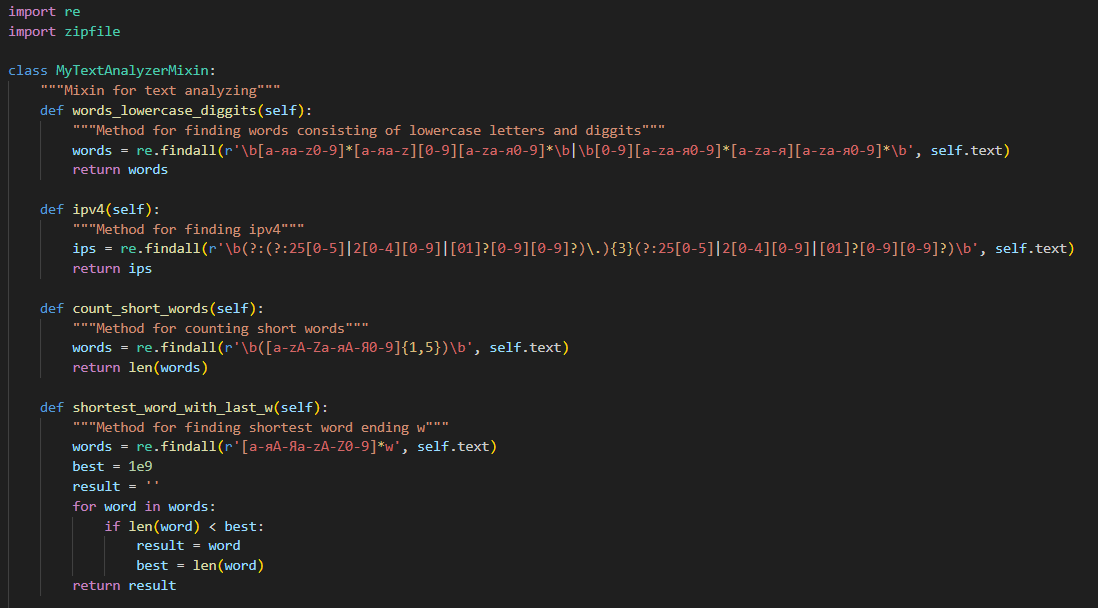 import re
import zipfile

class MyTextAnalyzerMixin:
    """Mixin for text analyzing"""
    def words_lowercase_diggits(self):
        """Method for finding words consisting of lowercase letters and diggits"""
        words = re.findall(r'\b[а-яa-z0-9]*[а-яa-z][0-9][a-zа-я0-9]*\b|\b[0-9][a-zа-я0-9]*[a-zа-я][a-zа-я0-9]*\b', self.text)
        return words

    def ipv4(self):
        """Method for finding ipv4"""
        ips = re.findall(r'\b(?:(?:25[0-5]|2[0-4][0-9]|[01]?[0-9][0-9]?)\.){3}(?:25[0-5]|2[0-4][0-9]|[01]?[0-9][0-9]?)\b', self.text)
        return ips

    def count_short_words(self):
        """Method for counting short words"""
        words = re.findall(r'\b([a-zA-Zа-яА-Я0-9]{1,5})\b', self.text)
        return len(words)

    def shortest_word_with_last_w(self):
        """Method for finding shortest word ending w"""
        words = re.findall(r'[а-яА-Яa-zA-Z0-9]*w', self.text)
        best = 1e9
        result = ''
        for word in words:
            if len(word) < best:
                result = word
                best = len(word)
        return result